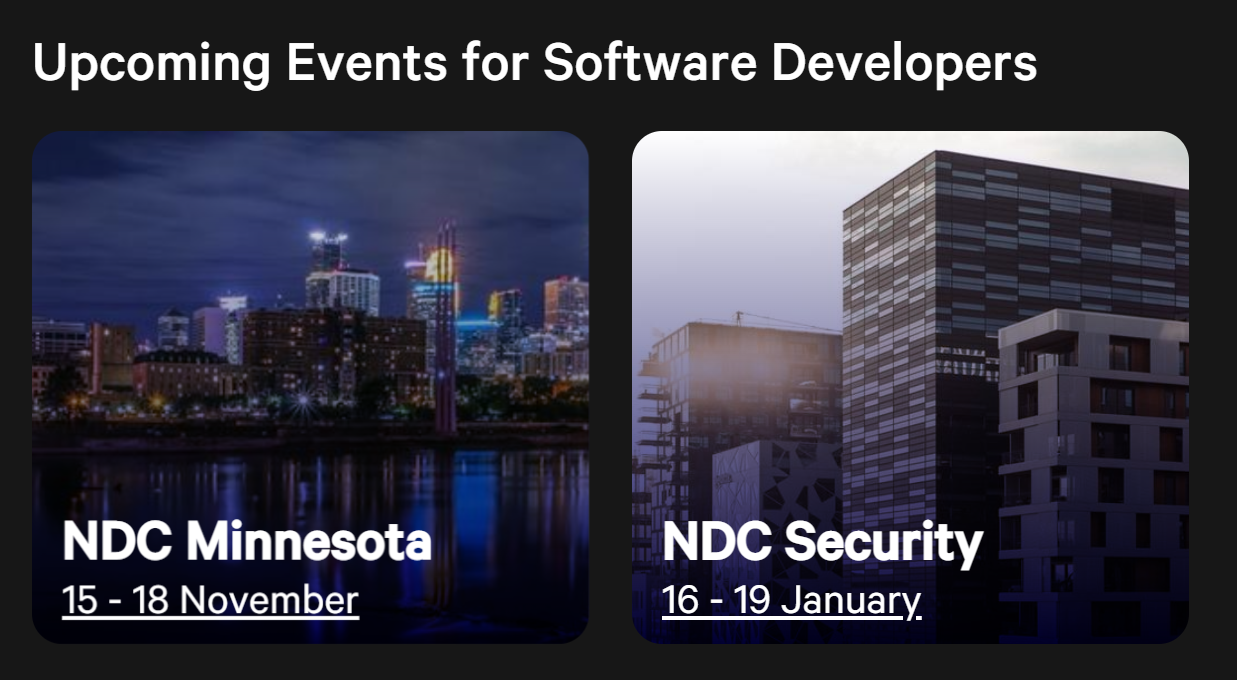 Upcoming Events for Software Developers
NDC Minnesota
15 - 18 November
NDC Security
16 - 19 January